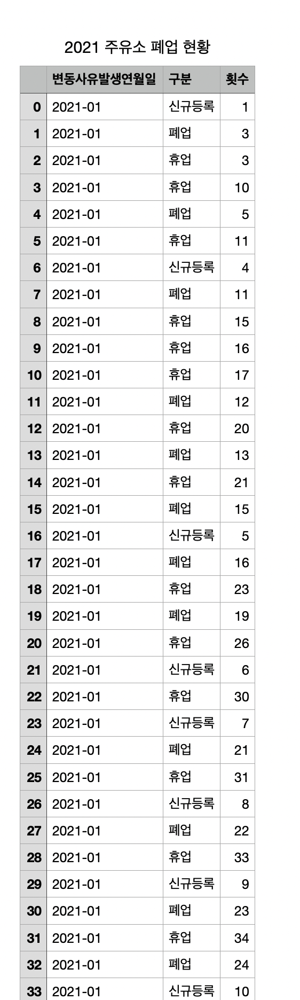 2021 주유소 폐업 현황
변동사유발생연월일 구분 횟수
0 2021-01 신규등록 1
1 2021-01 폐업 3
2 2021-01 휴업 3
3 2021-01 휴업 10
4 2021-01 폐업 5
5 2021-01 휴업 11
6 2021-01 신규등록 4
7 2021-01 폐업 11
8 2021-01 휴업 15
9 2021-01 휴업 16
10 2021-01 휴업 17
11 2021-01 폐업 12
12 2021-01 휴업 20
13 2021-01 폐업 13
14 2021-01 휴업 21
15 2021-01 폐업 15
16 2021-01 신규등록 5
17 2021-01 폐업 16
18 2021-01 휴업 23
19 2021-01 폐업 19
20 2021-01 휴업 26
21 2021-01 신규등록 6
22 2021-01 휴업 30
23 2021-01 신규등록 7
24 2021-01 폐업 21
25 2021-01 휴업 31
26 2021-01 신규등록 8
27 2021-01 폐업 22
28 2021-01 휴업 33
29 2021-01 신규등록 9
30 2021-01 폐업 23
31 2021-01 휴업 34
32 2021-01 폐업 24
33 2021-01 신규등록 10